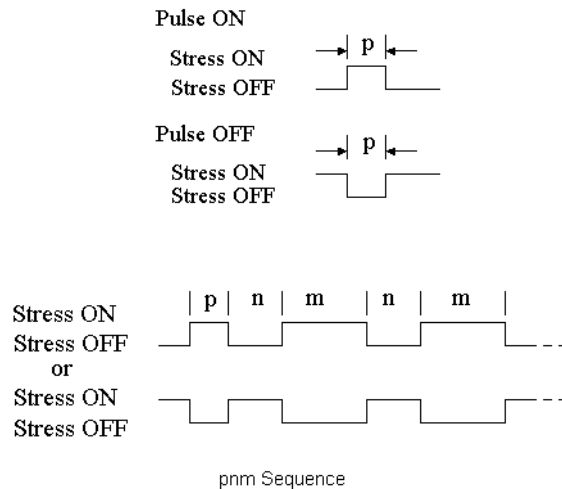 Pulse ON
p
Stress ON
Stress OFF
Pulse OFF
p
Stress ON
Stress OFF
p n m n m
Stress ON
Stress OFF
or
Stress ON
Stress OFF
pnm Sequence